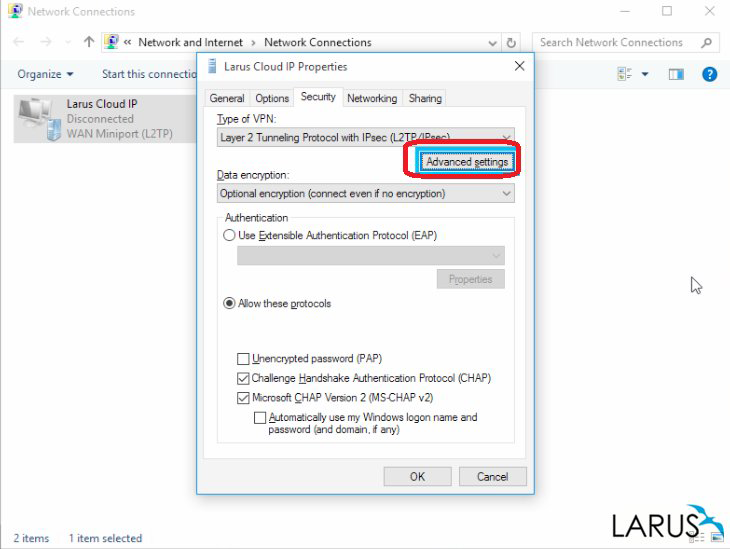 Network Connections
« Network and Internet > Network Connections
Search Network Connections
Organize
Start this connectio
Larus Cloud IP
Disconnected
WAN Miniport (L2TP)
Larus Cloud IP Properties
General Options Security Networking Sharing
Type of VPN:
Layer 2 Tunneling Protocol with IPsec (L2TP/IPsec)
Advanced settings
Data encryption:
Optional encryption (connect even if no encryption)
Authentication
Use Extensible Authentication Protocol (EAP)
Properties
Allow these protocols
Unencrypted password (PAP)
Challenge Handshake Authentication Protocol (CHAP)
Microsoft CHAP Version 2 (MS-CHAP v2)
Automatically use my Windows logon name and
password (and domain, if any)
OK Cancel
2 items 1 item selected
LARUS